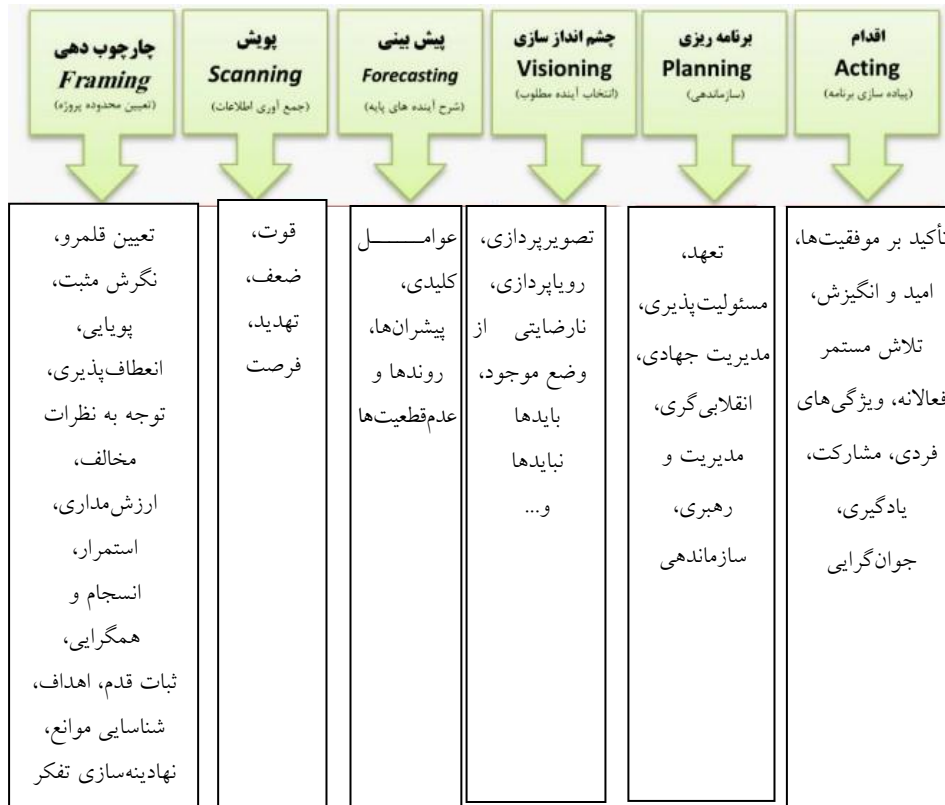 چارچوب دهی
Framing
(تعیین محدوده پروژه)
پویش
Scanning
(جمع آوری اطلاعات)
پیش بینی
Forecasting
(شرح آینده های پایه)
چشم انداز سازی
Visioning
(انتخاب آینده مطلوب)
برنامه ریزی
Planning
(سازماندهی)
اقدام
Acting
(پیاده سازی برنامه)
تعیین قلمرو،
نگرش مثبت،
پویایی،
انعطاف‌پذیری،
توجه به نظرات
مخالف،
ارزش‌مداری،
استمرار،
انسجام و
همگرایی،
ثبات قدم، اهداف،
شناسایی موانع،
نهادینه‌سازی تفکر
قوت،
ضعف،
تهدید،
فرصت
عوامـــــل
کلیدی،
پیشران‌ها،
روندها و
عدم‌قطعیت‌ها
تصویرپردازی،
رویاپردازی،
نارضایتی از
وضع موجود،
بایدها
نبایدها
و...
تعهد،
مسئولیت‌پذیری،
مدیریت جهادی،
انقلابی‌گری،
مدیریت و
رهبری،
سازماندهی
تأکید بر موفقیت‌ها،
امید و انگیزش،
تلاش مستمر
فعالانه، ویژگی‌های
فردی، مشارکت،
یادگیری،
جوان‌گرایی